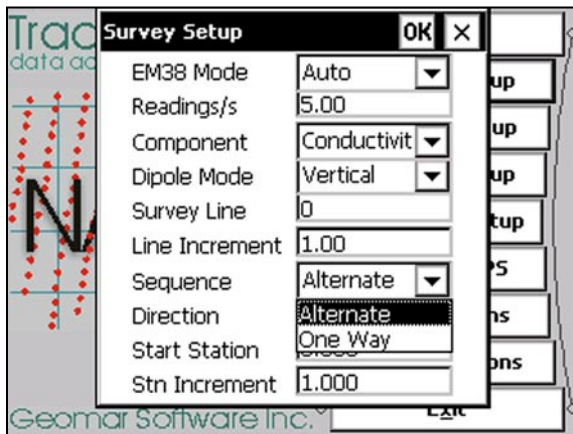 Trac
data ac
NA
Survey Setup OK ×
EM38 Mode Auto
Readings/s 5.00
Component Conductivit
Dipole Mode Vertical
Survey Line 0
Line Increment 1.00
Sequence Alternate
Direction Alternate
One Way
Start Station
Stn Increment 1.000
up
up
up
tup
PS
ns
ons
Exit
Geomar Software Inc.